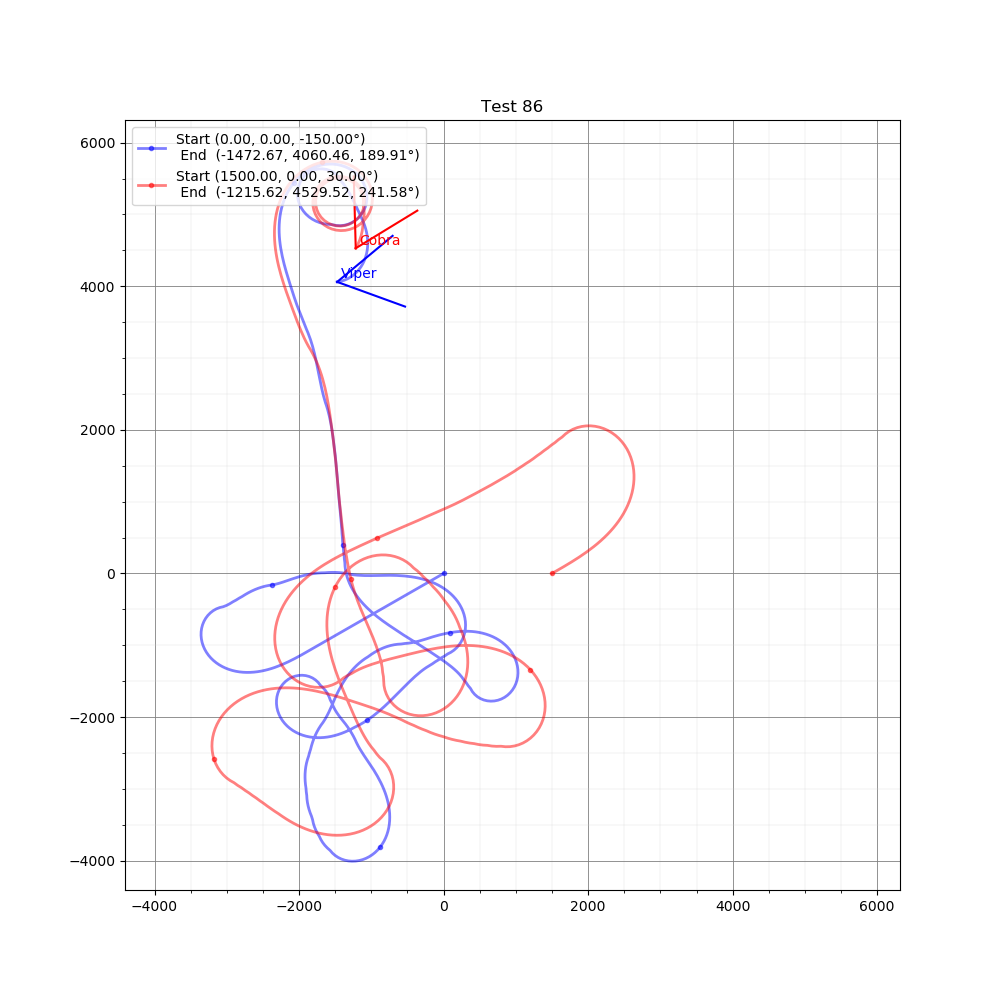 Test 86
Start (0.00, 0.00, -150.00°)
End  (-1472.67, 4060.46, 189.91°)
Start (1500.00, 0.00, 30.00°)
End  (-1215.62, 4529.52, 241.58°)
Cobra
Viper
6000
4000
2000
0
−2000
−4000
−4000
−2000
0
2000
4000
6000